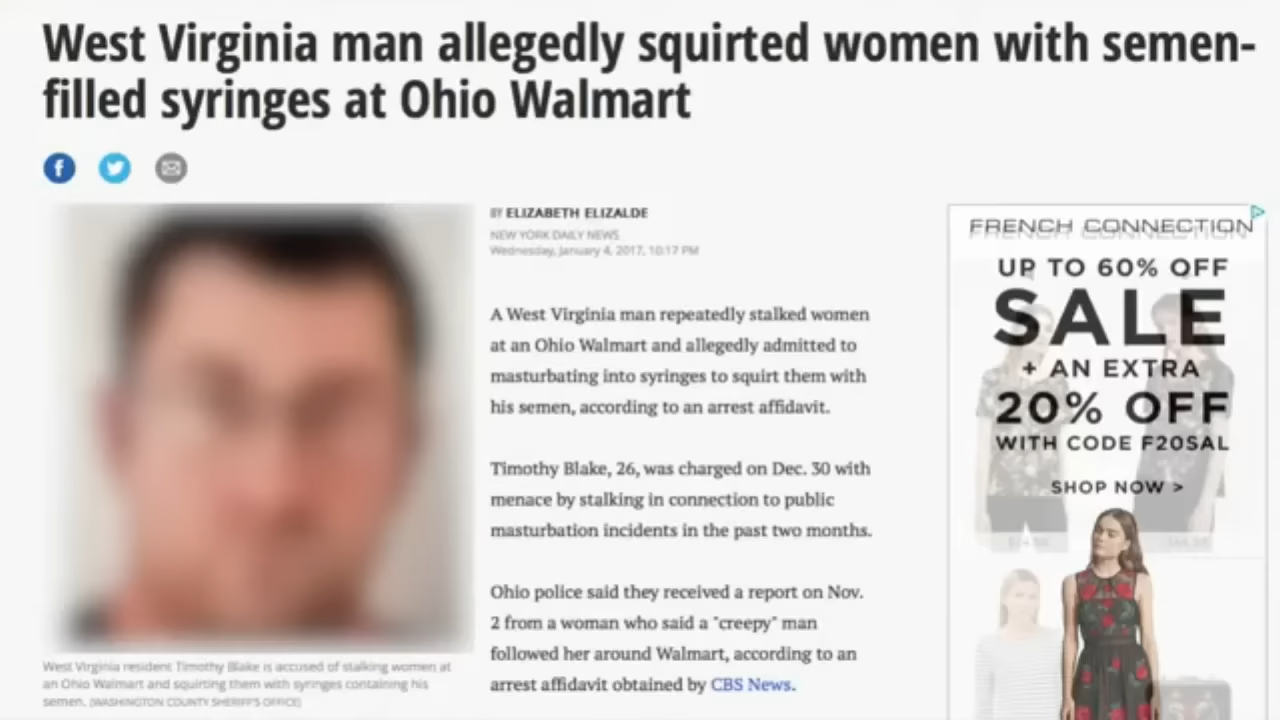 West Virginia man allegedly squirted women with semen-
filled syringes at Ohio Walmart
BY ELIZABETH ELIZALDE
NEW YORK DAILY NEWS
Wednesday, January 4, 2017, 10:17 PM
A West Virginia man repeatedly stalked women
at an Ohio Walmart and allegedly admitted to
masturbating into syringes to squirt them with
his semen, according to an arrest affidavit.
Timothy Blake, 26, was charged on Dec. 30 with
menace by stalking in connection to public
masturbation incidents in the past two months.
Ohio police said they received a report on Nov.
2 from a woman who said a "creepy" man
followed her around Walmart, according to an
arrest affidavit obtained by CBS News.
West Virginia resident Timothy Blake is accused of stalking women at
an Ohio Walmart and squirting them with syringes containing his
semen. (WASHINGTON COUNTY SHERIFF'S OFFICE)
FRENCH CONNECTION
UP TO 60% OFF
SALE
+ AN EXTRA
20% OFF
WITH CODE F20SAL
SHOP NOW >